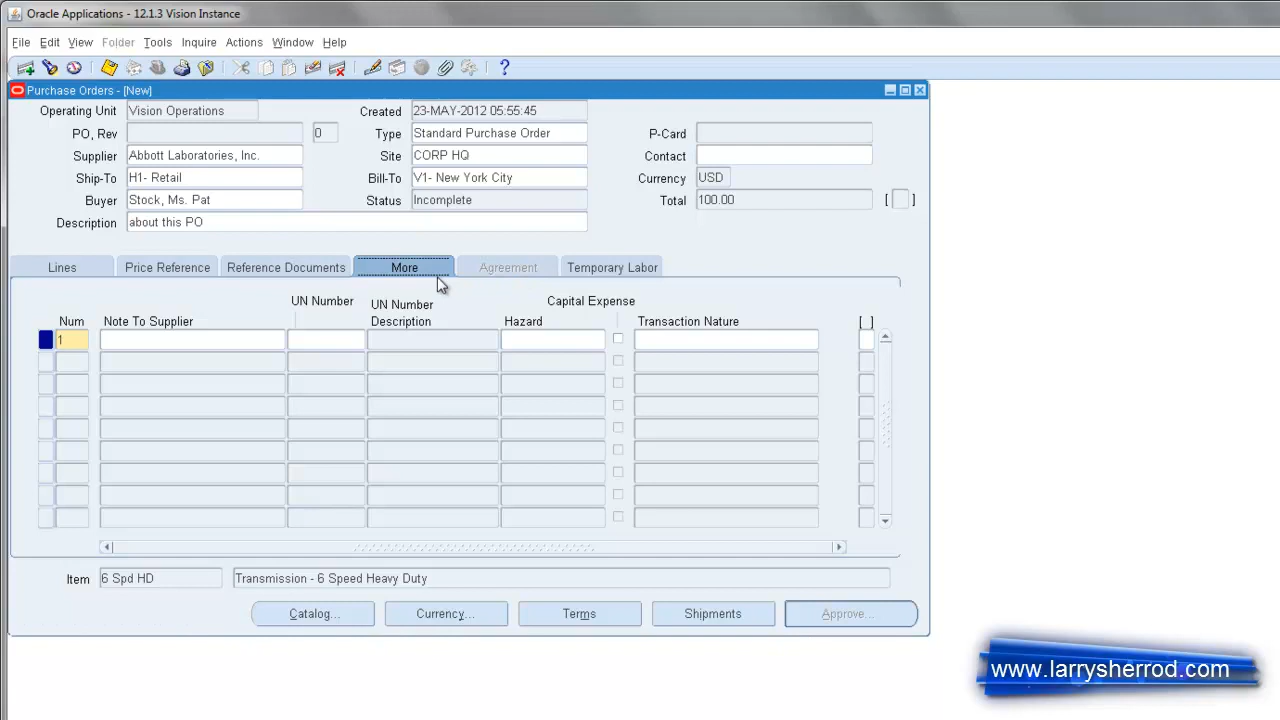 Oracle Applications - 12.1.3 Vision Instance
File Edit View Folder Tools Inquire Actions Window Help
Purchase Orders - [New]
Operating Unit Vision Operations Created 23-MAY-2012 05:55:45
PO, Rev 0 Type Standard Purchase Order P-Card
Supplier Abbott Laboratories, Inc. Site CORP HQ Contact
Ship-To H1- Retail Bill-To V1- New York City Currency USD
Buyer Stock, Ms. Pat Status Incomplete Total 100.00 [ ]
Description about this PO
Lines Price Reference Reference Documents More Agreement Temporary Labor
UN Number UN Number Capital Expense
Num Note To Supplier Description Hazard Transaction Nature [ ]
1
Item 6 Spd HD Transmission - 6 Speed Heavy Duty
Catalog... Currency... Terms Shipments Approve...
www.larrysherrod.com